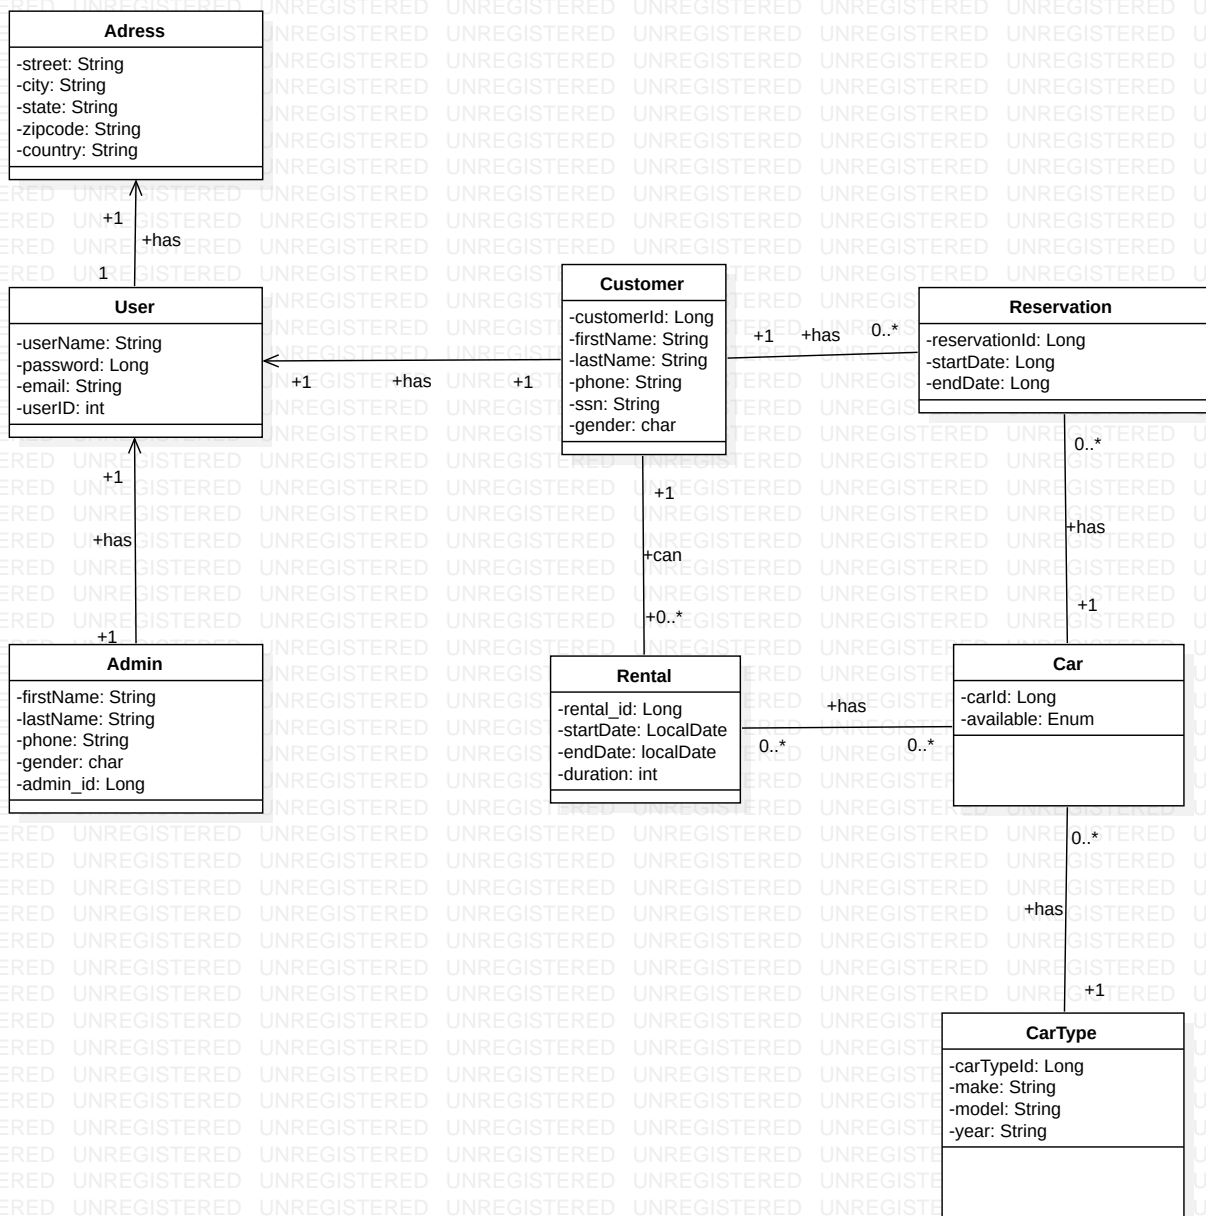 Adress
-street: String
-city: String
-state: String
-zipcode: String
-country: String
+1
+has
1
User
-userName: String
-password: Long
-email: String
-userID: int
+1
+has
+1
Customer
-customerId: Long
-firstName: String
-lastName: String
-phone: String
-ssn: String
-gender: char
+1
+has
0..*
Reservation
-reservationId: Long
-startDate: Long
-endDate: Long
+1
+has
+1
Admin
-firstName: String
-lastName: String
-phone: String
-gender: char
-admin_id: Long
+1
+can
+0..*
Rental
-rental_id: Long
-startDate: LocalDate
-endDate: localDate
-duration: int
0..*
+has
0..*
0..*
+has
+1
Car
-carId: Long
-available: Enum
0..*
+has
+1
CarType
-carTypeId: Long
-make: String
-model: String
-year: String
UNREGISTERED